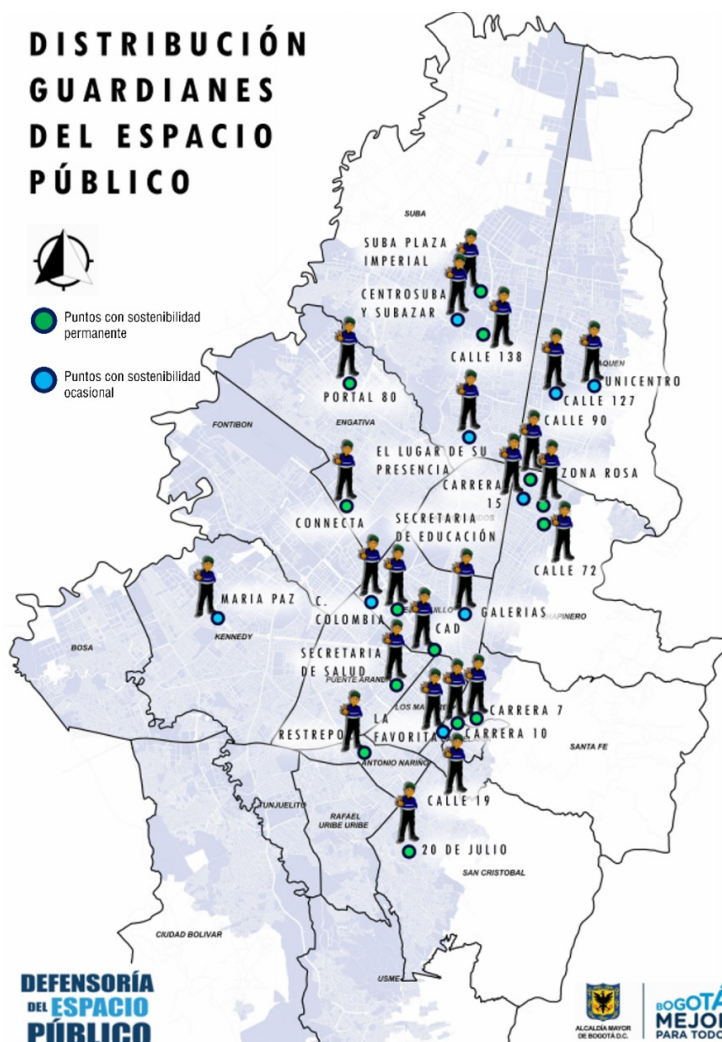 DISTRIBUCIÓN
GUARDIANES
DEL ESPACIO
PÚBLICO
Puntos con sostenibilidad
permanente
Puntos con sostenibilidad
ocasional
SUBA
SUBA PLAZA
IMPERIAL
CENTROSUBA
Y SUBAZAR
CALLE 138
PORTAL 80
UNICENTRO
CALLE 127
CALLE 90
FONTIBON
ENGATIVA
EL LUGAR DE SU
PRESENCIA
ZONA ROSA
CARRERA
15
CONNECTA
SECRETARIA
DE EDUCACIÓN
CALLE 72
MARIA PAZ
C.
COLOMBIA
GALERIAS
CAD
KENNEDY
BOSA
SECRETARIA
DE SALUD
PUENTE ARANDA
CARRERA 7
LA
FAVORITA
CARRERA 10
RESTREPO
SANTA FE
ANTONIO NARIÑO
CALLE 19
TUNJUELITO
RAFAEL
URIBE URIBE
20 DE JULIO
SAN CRISTOBAL
CIUDAD BOLIVAR
USME
DEFENSORÍA
DEL ESPACIO
PÚBLICO
ALCALDÍA MAYOR
DE BOGOTÁ D.C.
BOGOTÁ
MEJOR
PARA TODO